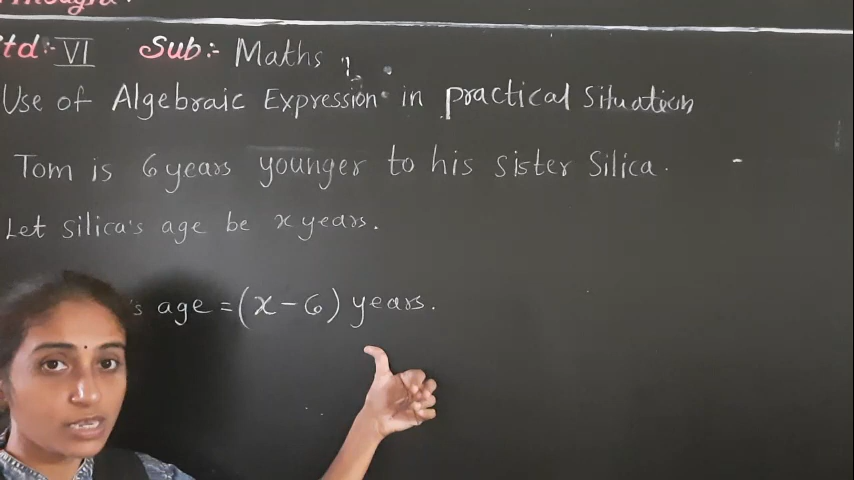 Thought:
Std:- VI Sub:- Maths
Use of Algebraic Expression in practical Situation
Tom is 6 years younger to his sister Silica.
Let silica's age be x years.
's age = (x - 6) years.